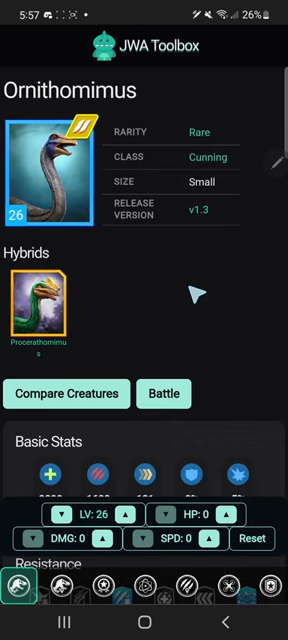 5:57
26%
JWA Toolbox
Ornithomimus
RARITY Rare
CLASS Cunning
SIZE Small
RELEASE VERSION v1.3
26
Hybrids
Procerathomimus
Compare Creatures
Battle
Basic Stats
LV: 26
HP: 0
DMG: 0
SPD: 0
Reset
Resistance